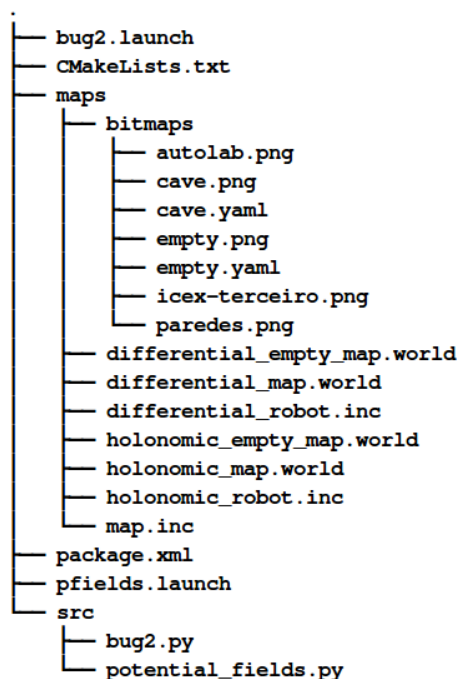 .
├── bug2.launch
├── CMakeLists.txt
├── maps
│   ├── bitmaps
│   │   ├── autolab.png
│   │   ├── cave.png
│   │   ├── cave.yaml
│   │   ├── empty.png
│   │   ├── empty.yaml
│   │   ├── icex-terceiro.png
│   │   └── paredes.png
│   ├── differential_empty_map.world
│   ├── differential_map.world
│   ├── differential_robot.inc
│   ├── holonomic_empty_map.world
│   ├── holonomic_map.world
│   ├── holonomic_robot.inc
│   └── map.inc
├── package.xml
├── pfields.launch
└── src
    ├── bug2.py
    └── potential_fields.py